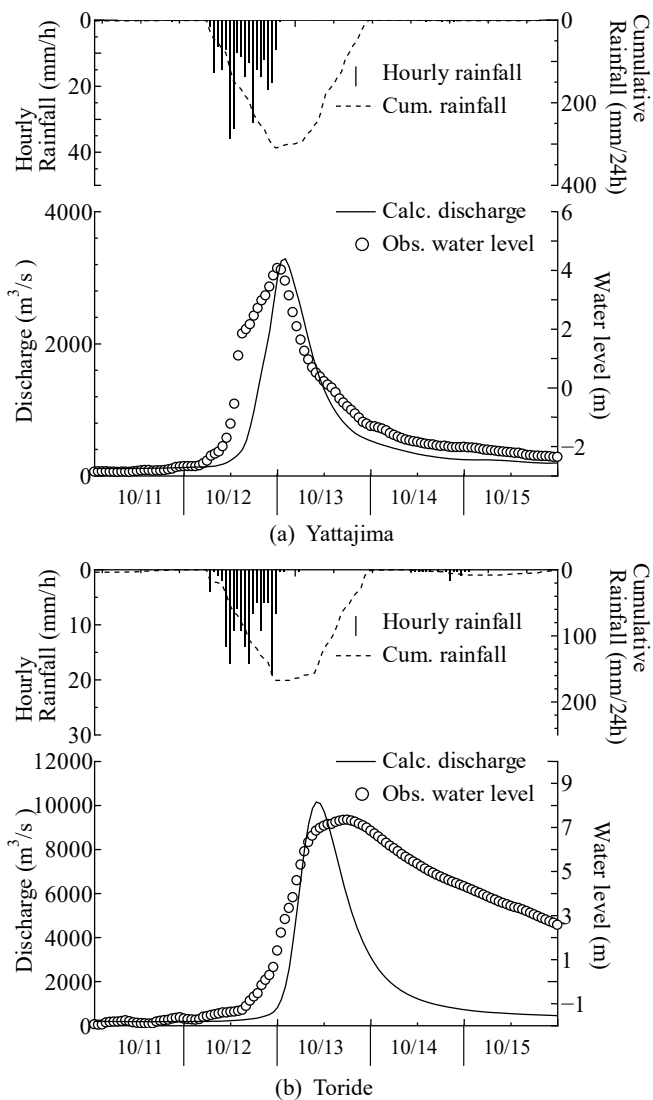 0
20
40
Hourly
Rainfall (mm/h)
Hourly rainfall
Cum. rainfall
0
200
400
Cumulative
Rainfall (mm/24h)
4000
2000
0
Discharge (m³/s)
Calc. discharge
Obs. water level
6
4
2
0
−2
Water level (m)
10/11 10/12 10/13 10/14 10/15
(a) Yattajima
0
10
20
30
Hourly
Rainfall (mm/h)
Hourly rainfall
Cum. rainfall
0
100
200
Cumulative
Rainfall (mm/24h)
12000
10000
8000
6000
4000
2000
0
Discharge (m³/s)
Calc. discharge
Obs. water level
9
7
5
3
1
−1
Water level (m)
10/11 10/12 10/13 10/14 10/15
(b) Toride